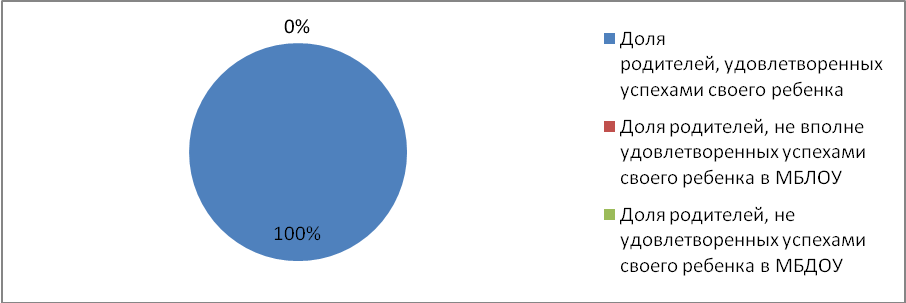 0%
100%
Доля
родителей, удовлетворенных
успехами своего ребенка
Доля родителей, не вполне
удовлетворенных успехами
своего ребенка в МБЛОУ
Доля родителей, не
удовлетворенных успехами
своего ребенка в МБДОУ